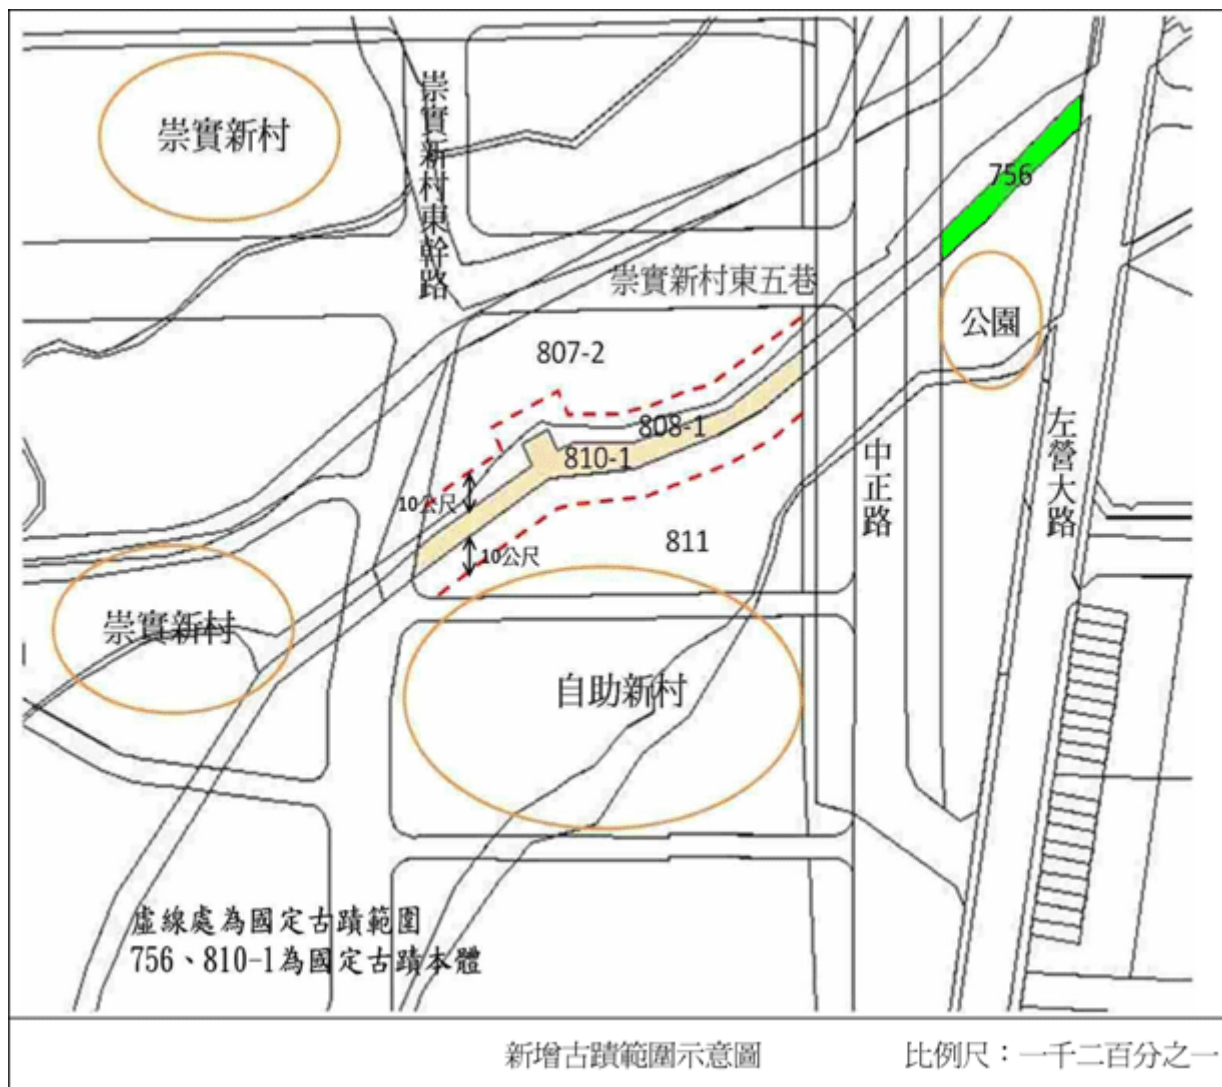 崇實新村
崇實新村東幹路
756
崇實新村東五巷
公園
807-2
808-1
810-1
左營大路
中正路
10公尺
811
10公尺
崇實新村
自助新村
虛線處為國定古蹟範圍
756、810-1為國定古蹟本體
新增古蹟範圍示意圖
比例尺：一千二百分之一